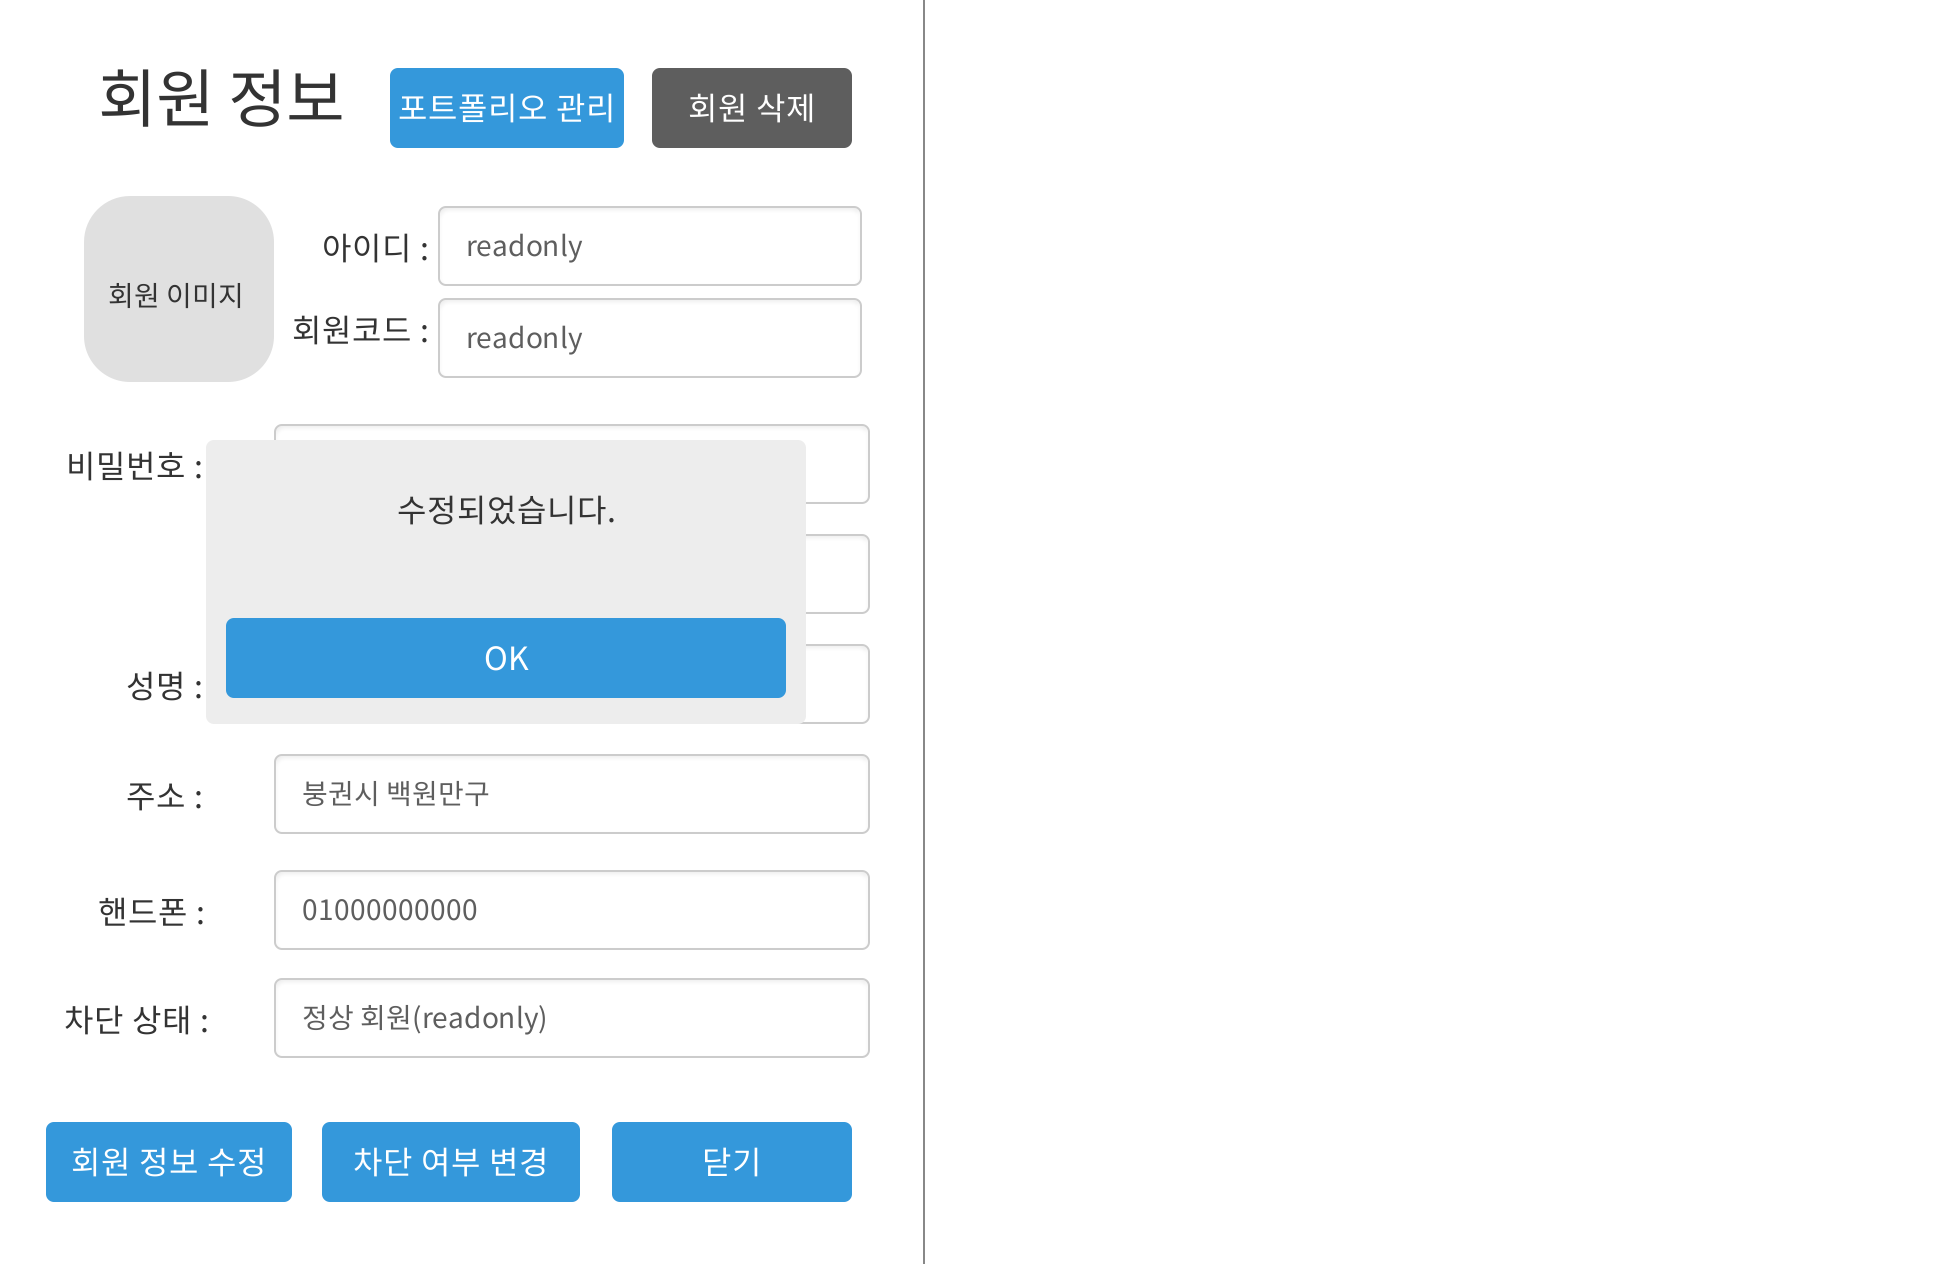 회원 정보
포트폴리오 관리
회원 삭제
회원 이미지
아이디 :
readonly
회원코드 :
readonly
비밀번호 :
수정되었습니다.
OK
성명 :
주소 :
붕권시 백원만구
핸드폰 :
01000000000
차단 상태 :
정상 회원(readonly)
회원 정보 수정
차단 여부 변경
닫기